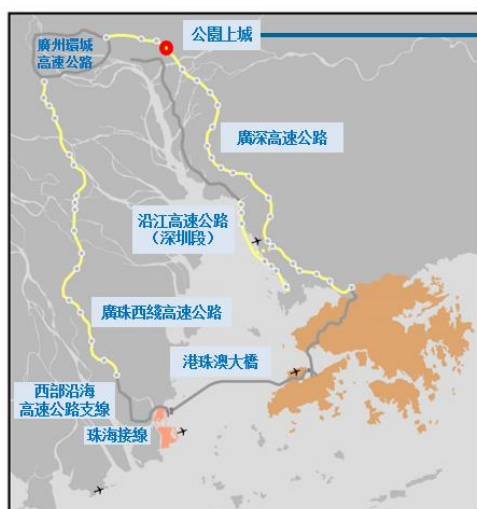 公園上城
廣州環城
高速公路
廣深高速公路
沿江高速公路
（深圳段）
廣珠西綫高速公路
港珠澳大橋
西部沿海
高速公路支線
珠海接線